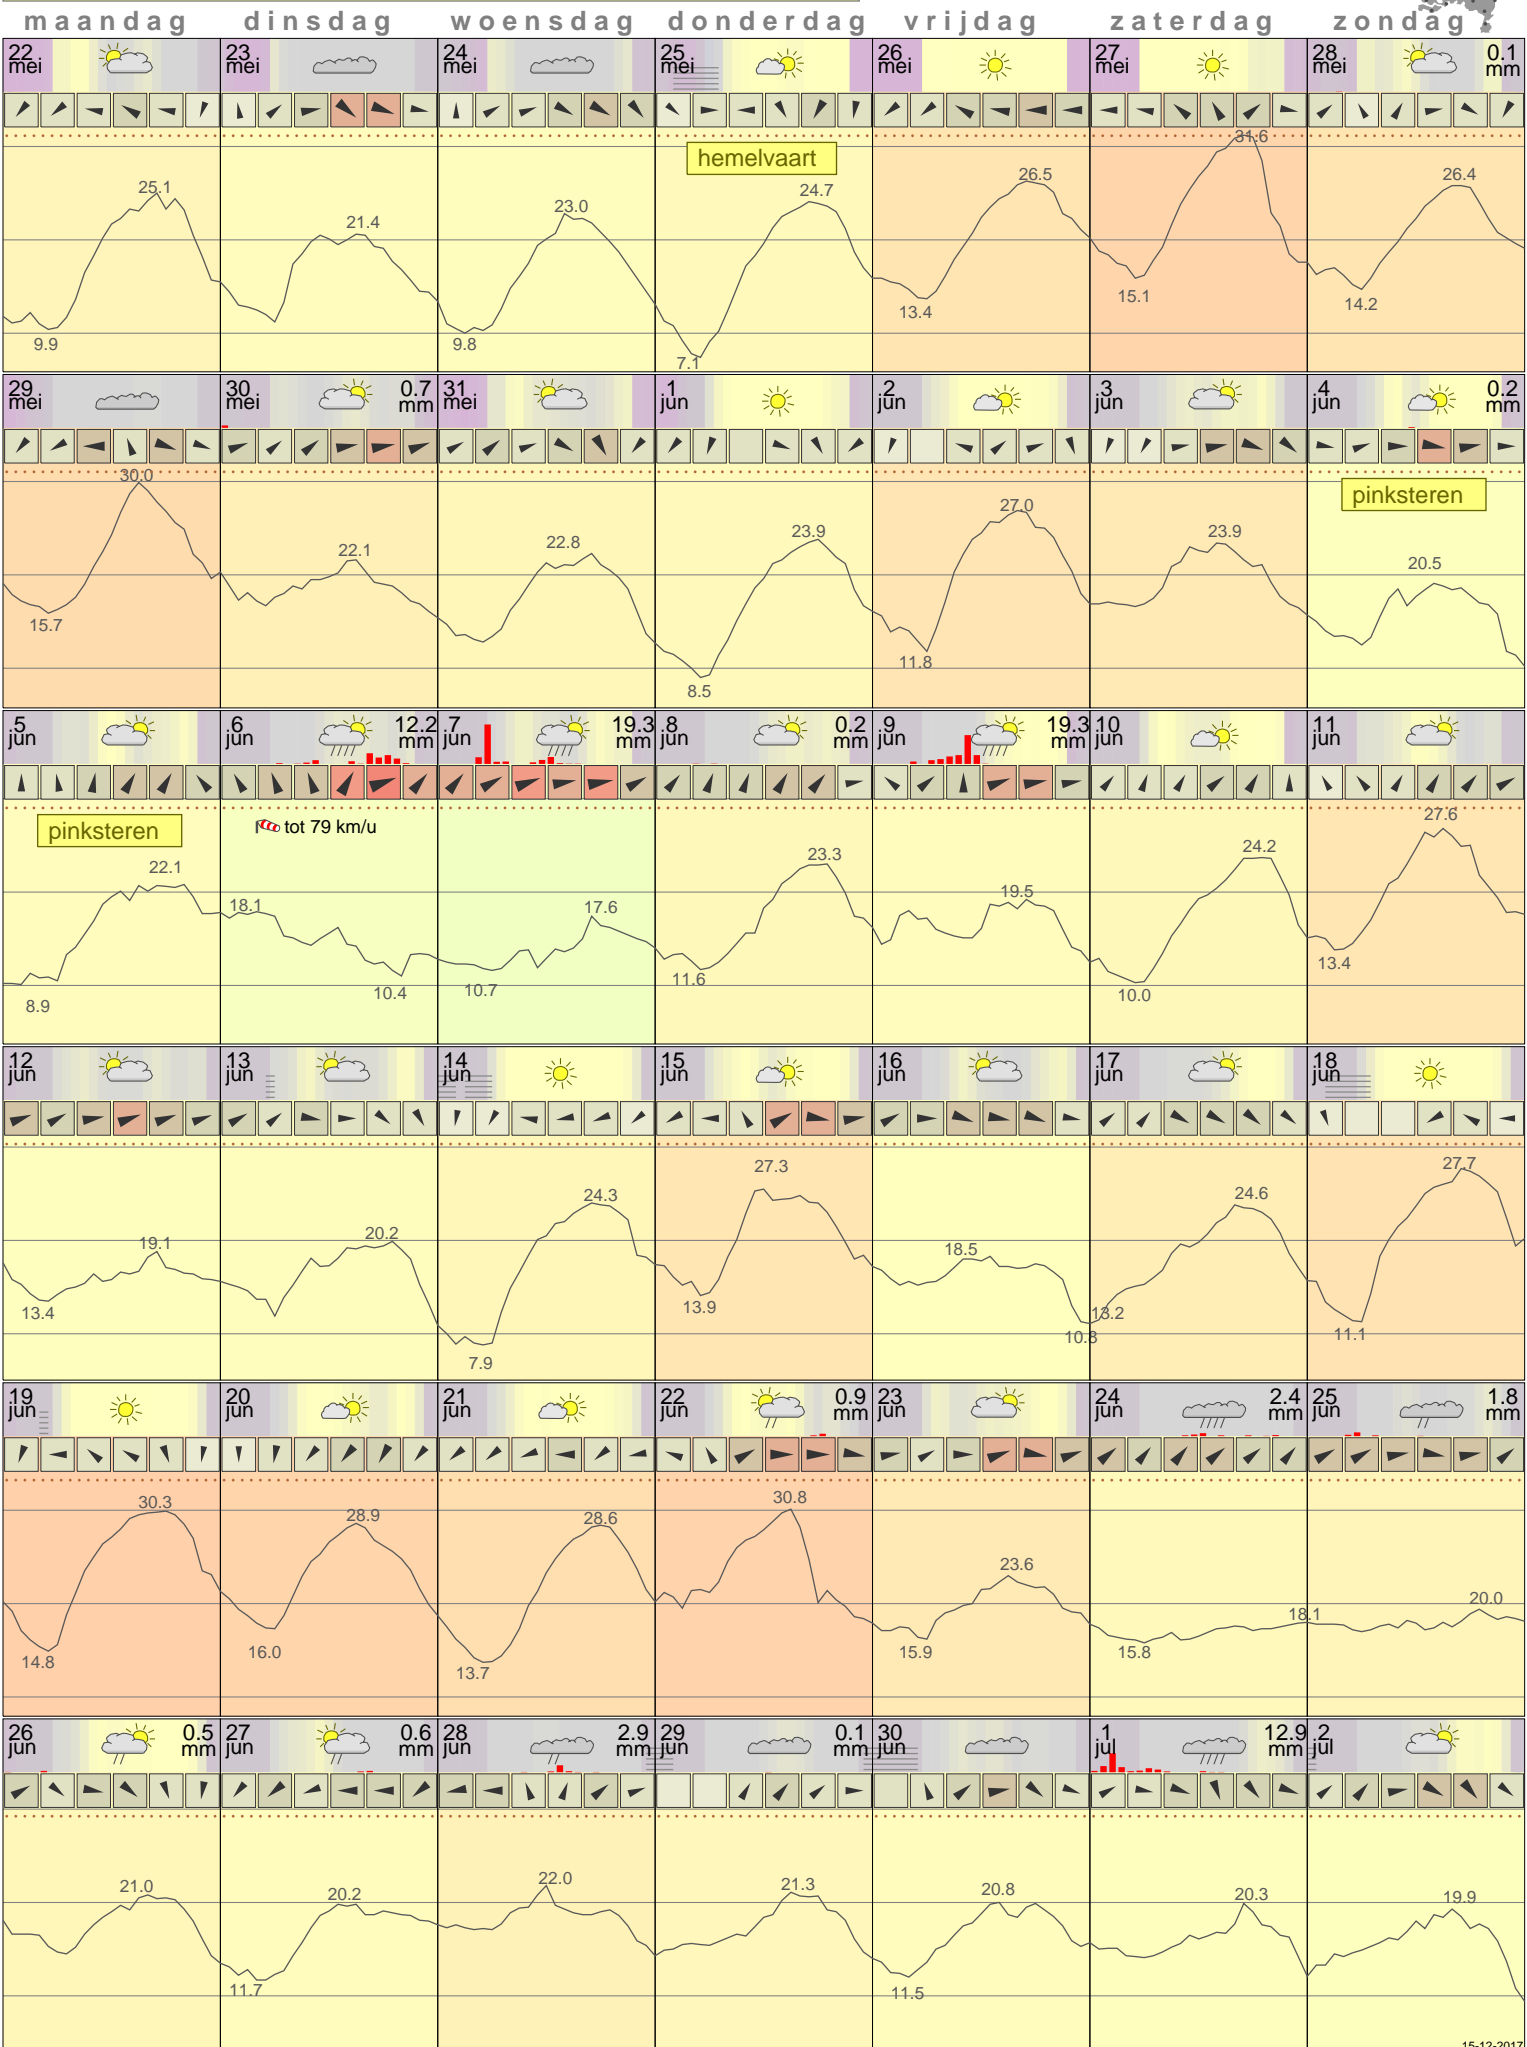 maandag dinsdag woensdag donderdag vrijdag zaterdag zondag
22 mei 23 mei 24 mei 25 mei 26 mei 27 mei 28 mei 0.1 mm
hemelvaart
25.1 21.4 23.0 24.7 26.5 31.6 26.4
9.9 9.8 7.1 13.4 15.1 14.2
29 mei 30 mei 0.7 mm 31 mei 1 jun 2 jun 3 jun 4 jun 0.2 mm
pinksteren
30.0 22.1 22.8 23.9 27.0 23.9 20.5
15.7 8.5 11.8
5 jun 6 jun 12.2 mm 7 jun 19.3 mm 8 jun 0.2 mm 9 jun 19.3 mm 10 jun 11 jun
pinksteren tot 79 km/u
22.1 18.1 17.6 23.3 19.5 24.2 27.6
8.9 10.4 10.7 11.6 10.0 13.4
12 jun 13 jun 14 jun 15 jun 16 jun 17 jun 18 jun
19.1 20.2 24.3 27.3 18.5 24.6 27.7
13.4 7.9 13.9 10.8 13.2 11.1
19 jun 20 jun 21 jun 22 jun 0.9 mm 23 jun 24 jun 2.4 mm 25 jun 1.8 mm
30.3 28.9 28.6 30.8 23.6 18.1 20.0
14.8 16.0 13.7 15.9 15.8
26 jun 0.5 mm 27 jun 0.6 mm 28 jun 2.9 mm 29 jun 0.1 mm 30 jun 1 jul 12.9 mm 2 jul
21.0 20.2 22.0 21.3 20.8 20.3 19.9
11.7 11.5
15-12-2017